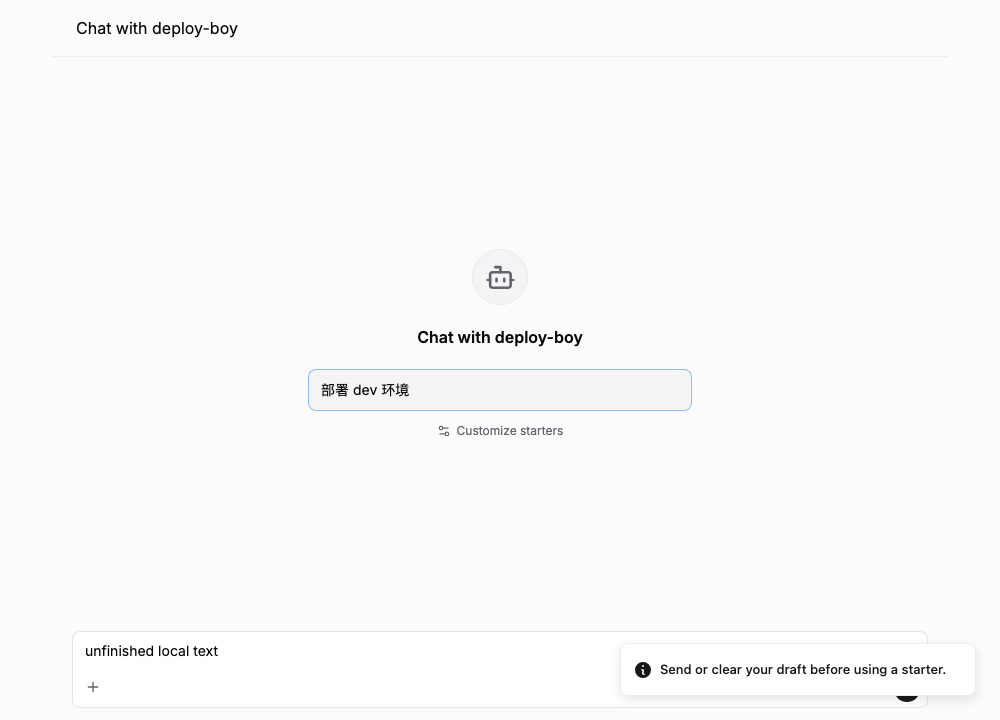 Chat with deploy-boy
Chat with deploy-boy
部署 dev 环境
Customize starters
unfinished local text
Send or clear your draft before using a starter.